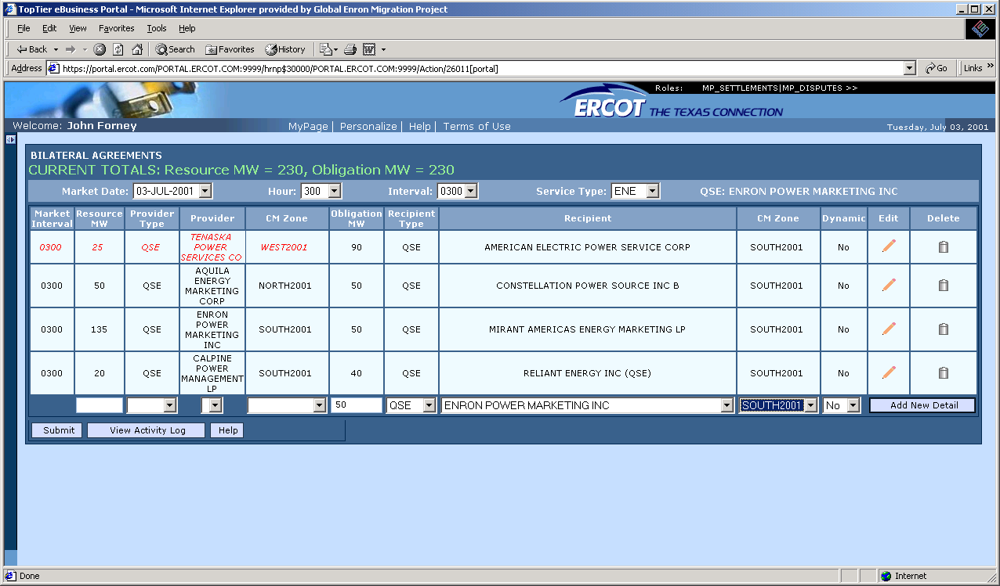 TopTier eBusiness Portal - Microsoft Internet Explorer provided by Global Enron Migration Project
File Edit View Favorites Tools Help
Back Search Favorites History
Address https://portal.ercot.com/PORTAL.ERCOT.COM:9999/hrnp$30000/PORTAL.ERCOT.COM:9999/Action/26011[portal] Go Links »
Roles: MP_SETTLEMENTS|MP_DISPUTES >>
ERCOT THE TEXAS CONNECTION
Welcome: John Forney MyPage | Personalize | Help | Terms of Use Tuesday, July 03, 2001
BILATERAL AGREEMENTS
CURRENT TOTALS: Resource MW = 230, Obligation MW = 230
Market Date: 03-JUL-2001 Hour: 300 Interval: 0300 Service Type: ENE QSE: ENRON POWER MARKETING INC
Market Interval Resource MW Provider Type Provider CM Zone Obligation MW Recipient Type Recipient CM Zone Dynamic Edit Delete
0300 25 QSE TENASKA POWER SERVICES CO WEST2001 90 QSE AMERICAN ELECTRIC POWER SERVICE CORP SOUTH2001 No
0300 50 QSE AQUILA ENERGY MARKETING CORP NORTH2001 50 QSE CONSTELLATION POWER SOURCE INC B SOUTH2001 No
0300 135 QSE ENRON POWER MARKETING INC SOUTH2001 50 QSE MIRANT AMERICAS ENERGY MARKETING LP SOUTH2001 No
0300 20 QSE CALPINE POWER MANAGEMENT LP SOUTH2001 40 QSE RELIANT ENERGY INC (QSE) SOUTH2001 No
50 QSE ENRON POWER MARKETING INC SOUTH2001 No Add New Detail
Submit View Activity Log Help
Done Internet